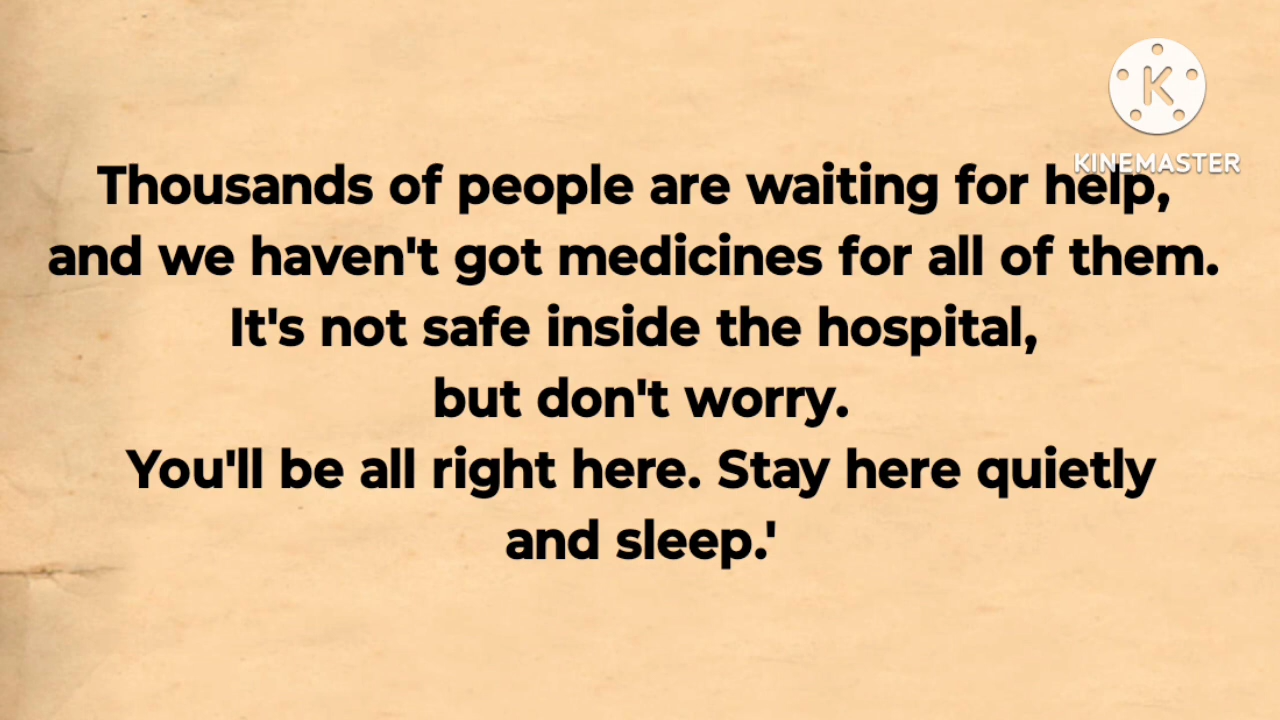 KINEMASTER
Thousands of people are waiting for help,
and we haven't got medicines for all of them.
It's not safe inside the hospital,
but don't worry.
You'll be all right here. Stay here quietly
and sleep.'